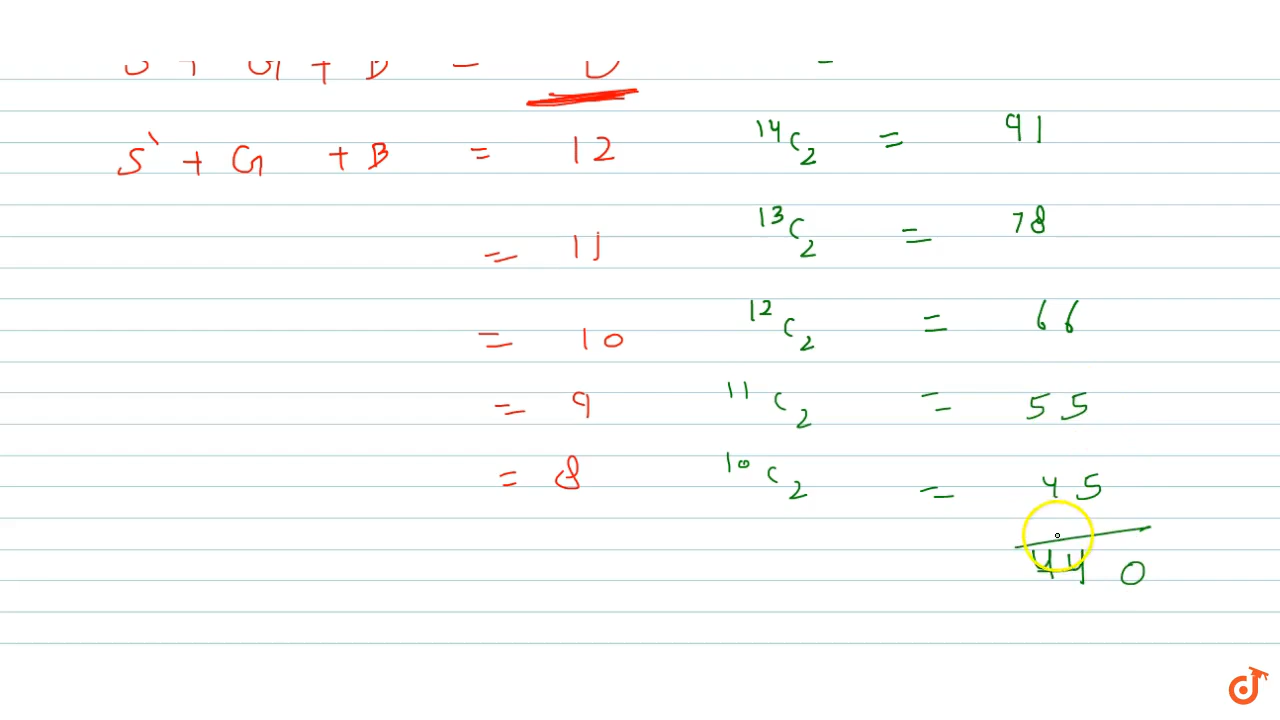 S + G + B =
S' + G + B = 12 ¹⁴C₂ = 91
= 11 ¹³C₂ = 78
= 10 ¹²C₂ = 66
= 9 ¹¹C₂ = 55
= 8 ¹⁰C₂ = 45
440